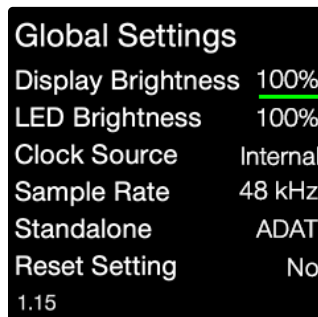 Global Settings
Display Brightness 100%
LED Brightness 100%
Clock Source Internal
Sample Rate 48 kHz
Standalone ADAT
Reset Setting No
1.15